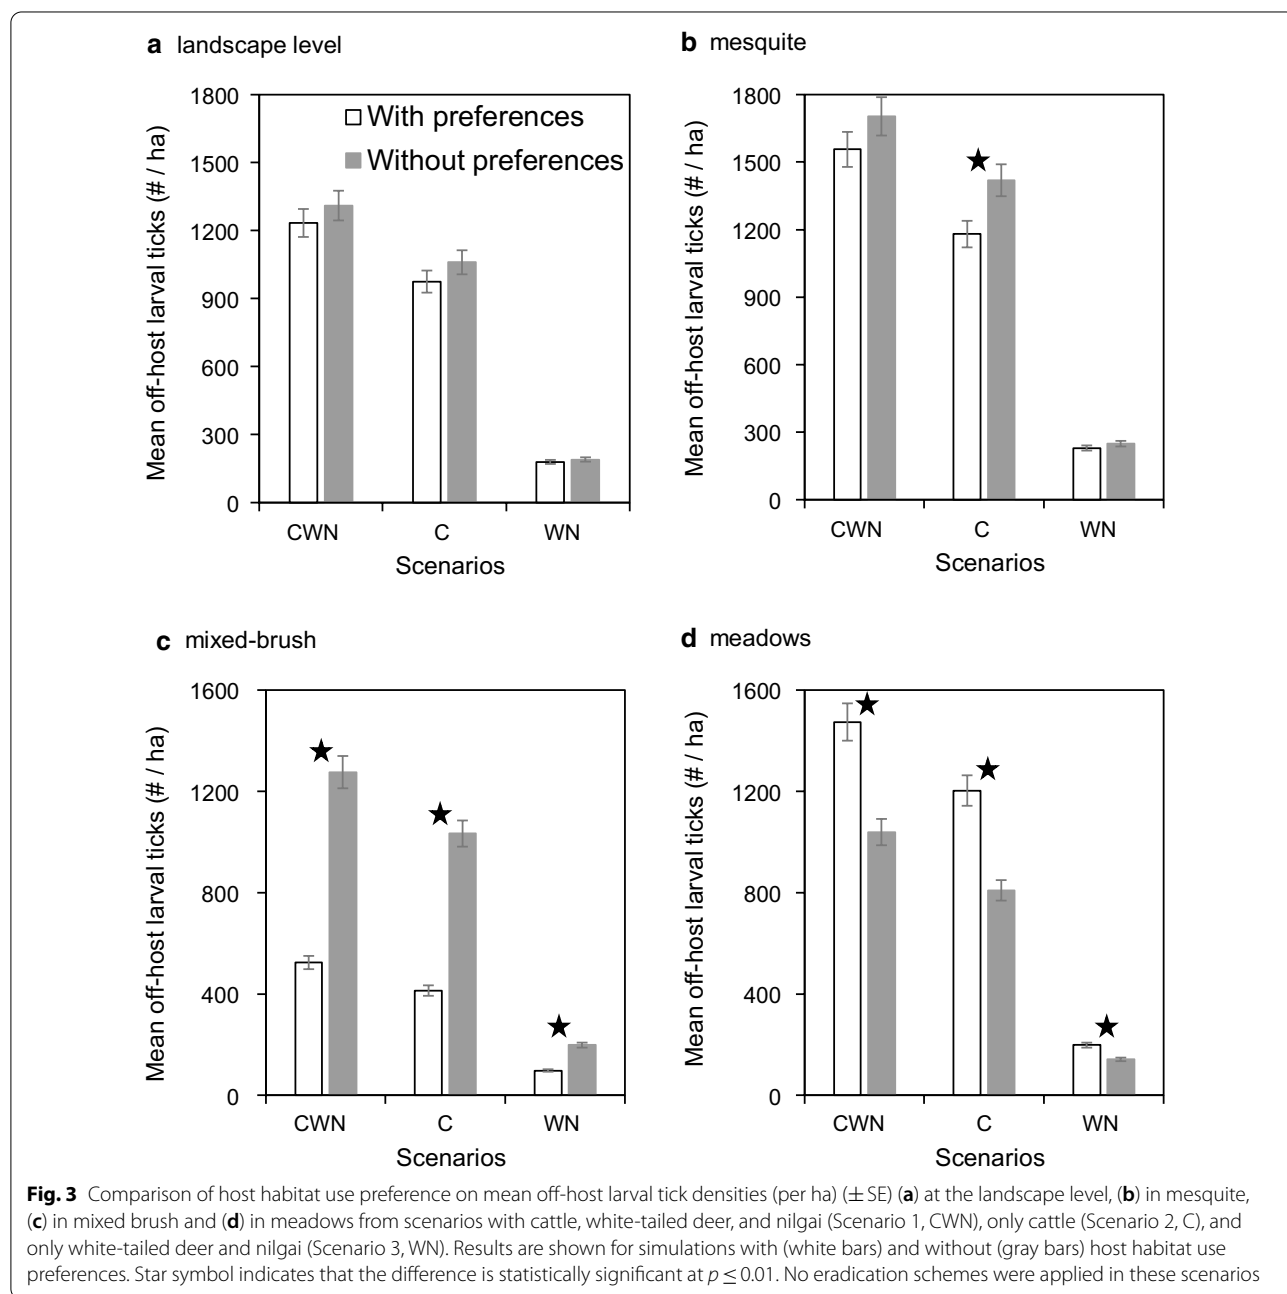 a landscape level
Mean off-host larval ticks (# / ha)
1800
1500
1200
900
600
300
0
With preferences
Without preferences
CWN C WN
Scenarios
b mesquite
Mean off-host larval ticks (# / ha)
1800
1500
1200
900
600
300
0
★
CWN C WN
Scenarios
c mixed-brush
Mean off-host larval ticks (# / ha)
1600
1200
800
400
0
★ ★ ★
CWN C WN
Scenarios
d meadows
Mean off-host larval ticks (# / ha)
1600
1200
800
400
0
★ ★ ★
CWN C WN
Scenarios
Fig. 3 Comparison of host habitat use preference on mean off-host larval tick densities (per ha) (± SE) (a) at the landscape level, (b) in mesquite,
(c) in mixed brush and (d) in meadows from scenarios with cattle, white-tailed deer, and nilgai (Scenario 1, CWN), only cattle (Scenario 2, C), and
only white-tailed deer and nilgai (Scenario 3, WN). Results are shown for simulations with (white bars) and without (gray bars) host habitat use
preferences. Star symbol indicates that the difference is statistically significant at p ≤ 0.01. No eradication schemes were applied in these scenarios